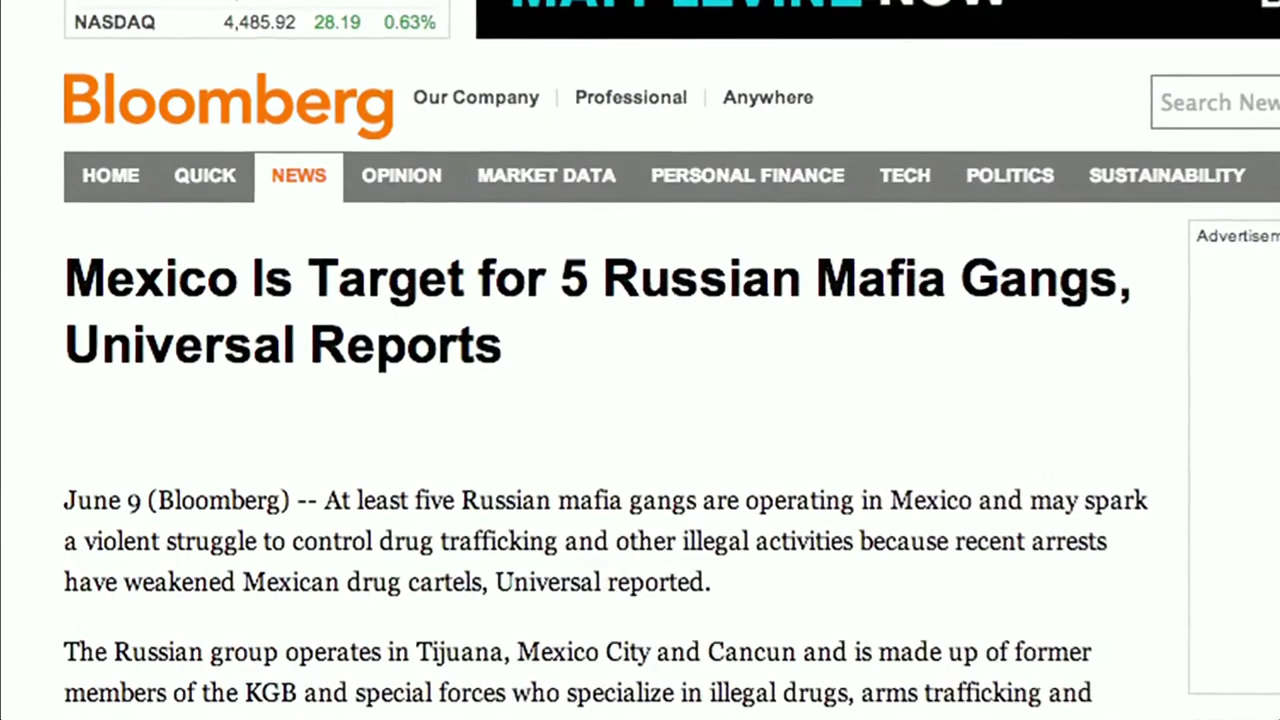 NASDAQ 4,485.92 28.19 0.63%
MATT LEVINE NOW
Bloomberg Our Company Professional Anywhere
Search New
HOME QUICK NEWS OPINION MARKET DATA PERSONAL FINANCE TECH POLITICS SUSTAINABILITY
Advertisem
Mexico Is Target for 5 Russian Mafia Gangs,
Universal Reports
June 9 (Bloomberg) -- At least five Russian mafia gangs are operating in Mexico and may spark
a violent struggle to control drug trafficking and other illegal activities because recent arrests
have weakened Mexican drug cartels, Universal reported.
The Russian group operates in Tijuana, Mexico City and Cancun and is made up of former
members of the KGB and special forces who specialize in illegal drugs, arms trafficking and